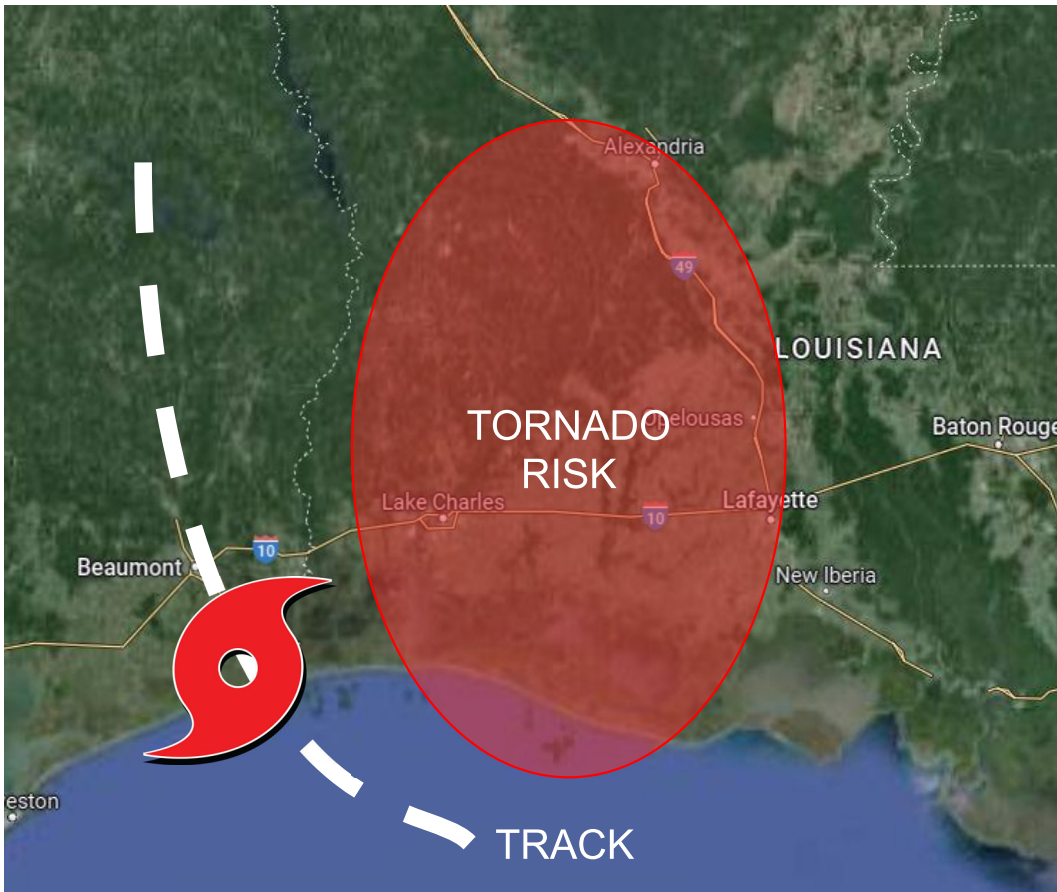 Alexandria
49
LOUISIANA
TORNADO
RISK
Opelousas
Baton Rouge
Lake Charles
Lafayette
10
10
Beaumont
New Iberia
eston
TRACK